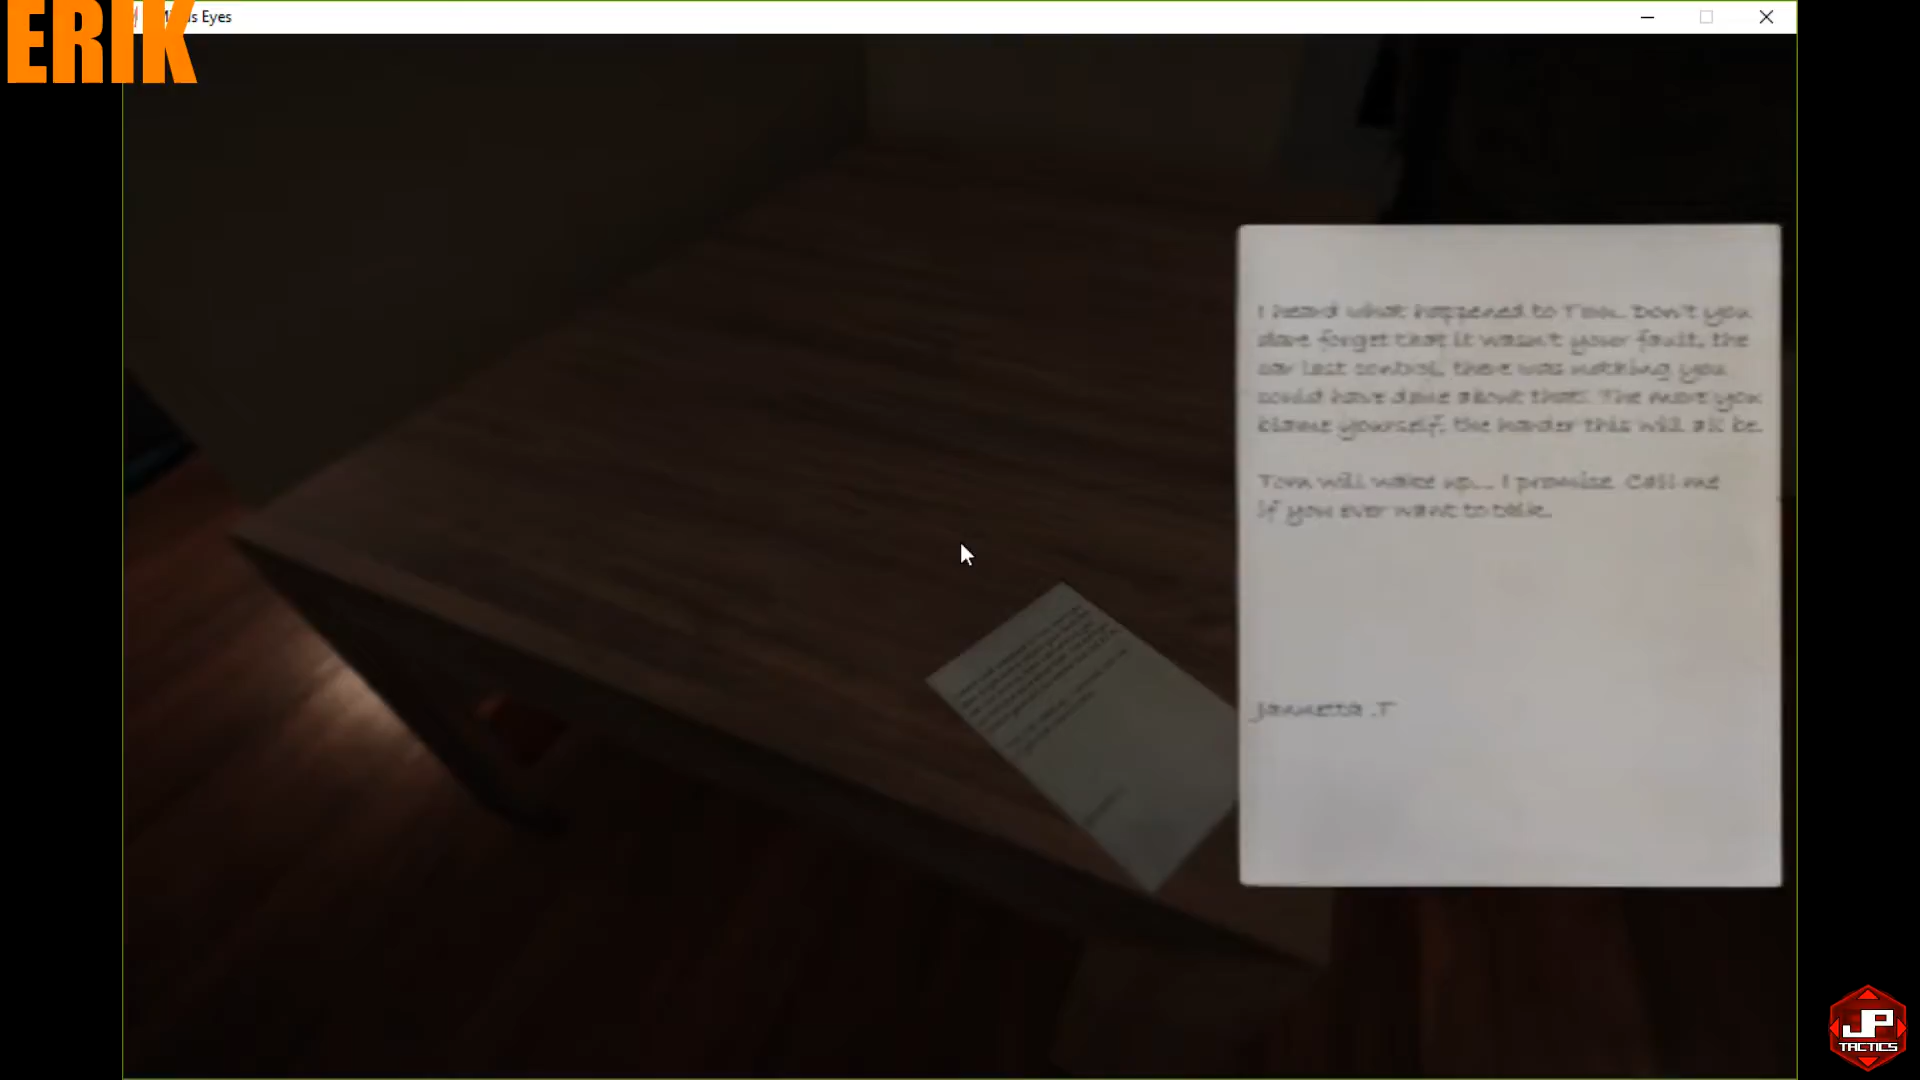 ERIK
Eyes
I heard what happened to Tom. Don't you
dare forget that it wasn't your fault, the
car lost control, there was nothing you
could have done about that. The more you
blame yourself, the harder this will all be.
Tom will wake up... I promise. Call me
if you ever want to talk.
Jannetta .T
JP
TACTICS